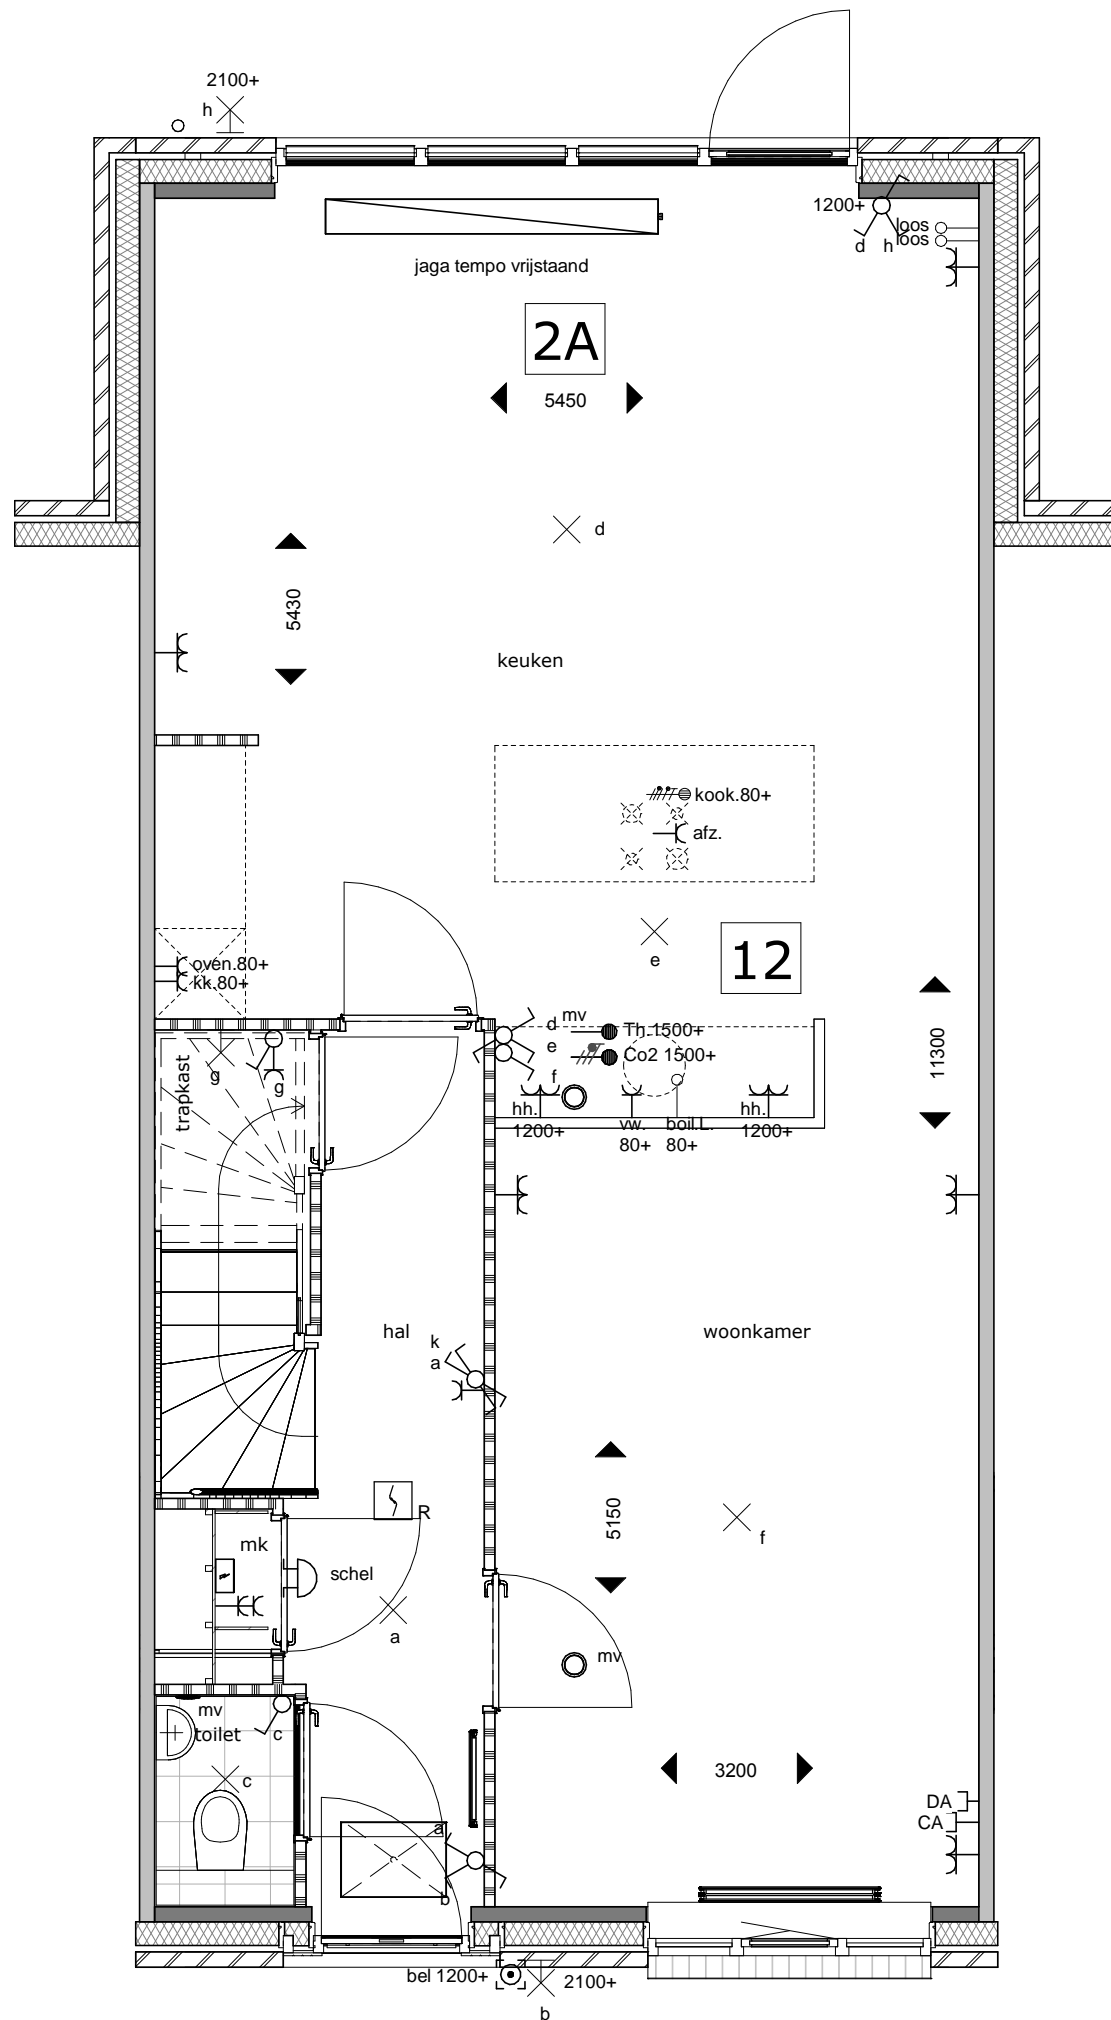 2100+
h
1200+
loos
d h
loos
jaga tempo vrijstaand
2A
5450
d
5430
keuken
kook.80+
afz.
12
e
oven.80+
kk.80+
11300
d
mv
e
f
Th.1500+
Co2 1500+
trapkast
g
g
hh.
1200+
vw.
80+
boil.L.
80+
hh.
1200+
hal
k
a
woonkamer
5150
f
R
mk
schel
a
mv
mv
toilet
c
c
3200
DA
CA
a
b
bel 1200+
2100+
b